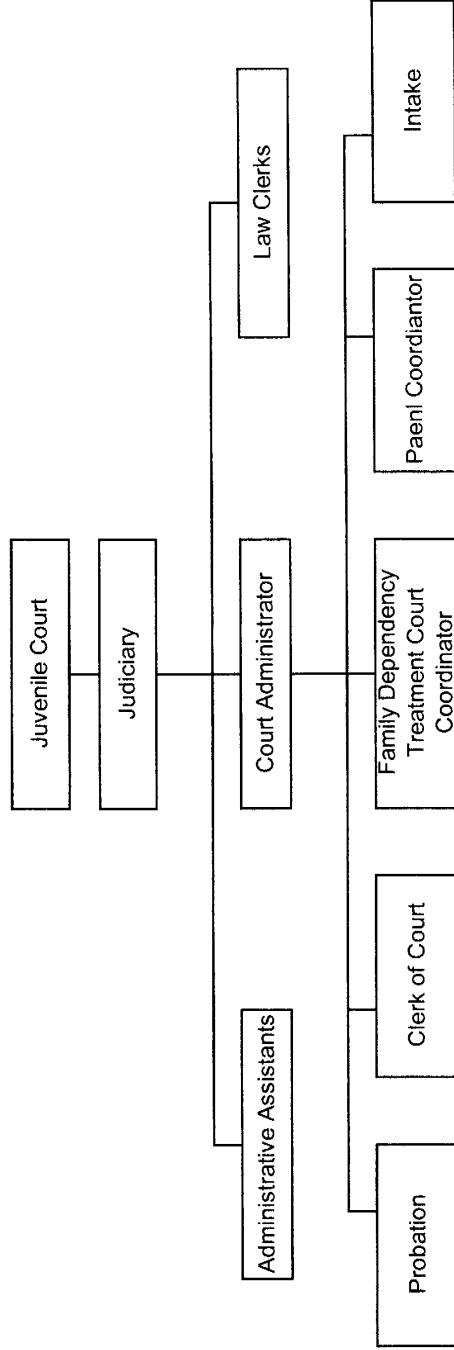 Juvenile Court
Judiciary
Administrative Assistants
Court Administrator
Law Clerks
Probation
Clerk of Court
Family Dependency
Treatment Court
Coordinator
Paenl Coordiantor
Intake